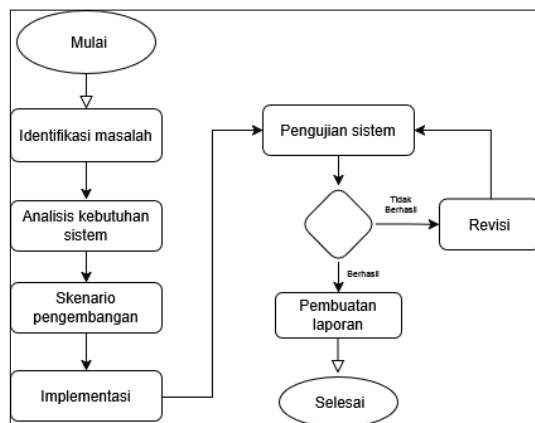 Mulai
Identifikasi masalah
Analisis kebutuhan
sistem
Skenario
pengembangan
Implementasi
Pengujian sistem
Tidak
Berhasil
Revisi
Berhasil
Pembuatan
laporan
Selesai